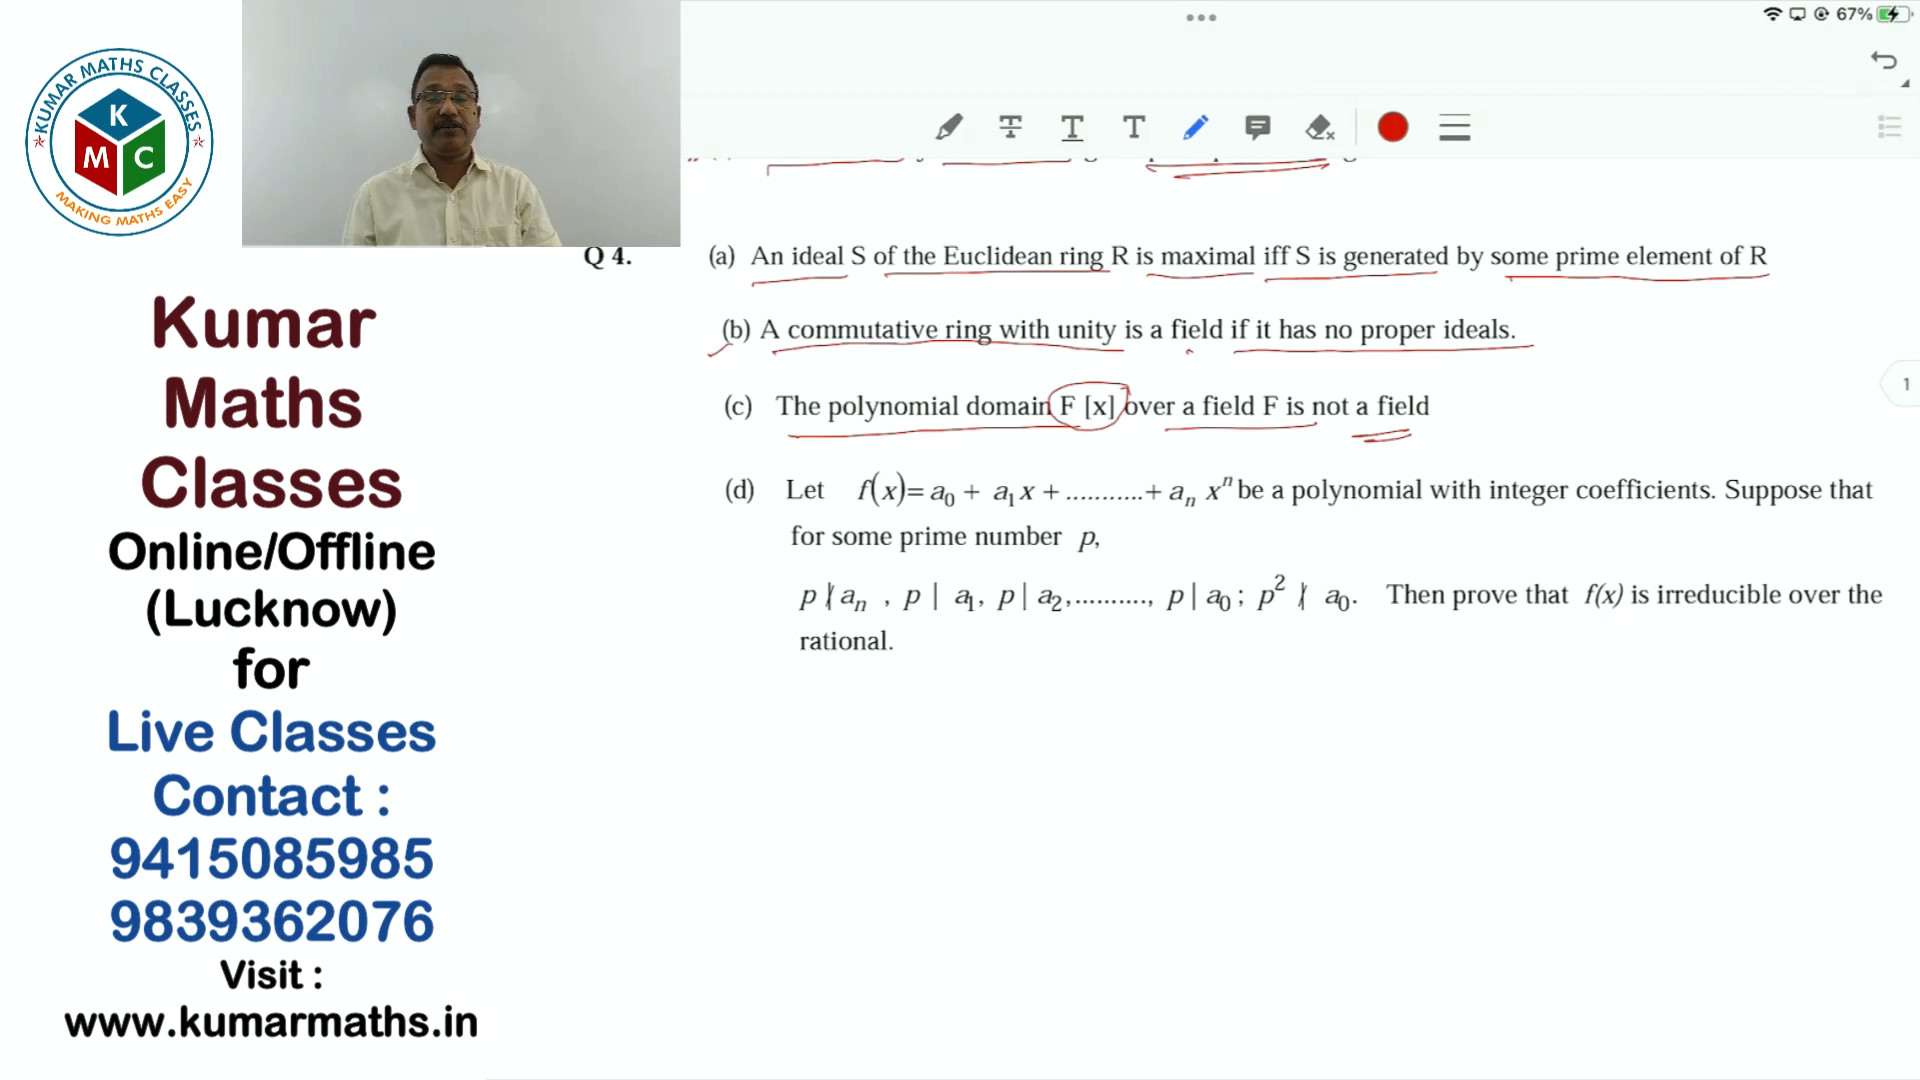 67%
KUMAR MATHS CLASSES
K
M C
MAKING MATHS EASY
Kumar
Maths
Classes
Online/Offline
(Lucknow)
for
Live Classes
Contact :
9415085985
9839362076
Visit :
www.kumarmaths.in
T T T
Q 4. (a) An ideal S of the Euclidean ring R is maximal iff S is generated by some prime element of R
(b) A commutative ring with unity is a field if it has no proper ideals.
(c) The polynomial domain F [x] over a field F is not a field
(d) Let f(x)= a₀ + a₁x + ...........+ aₙ xⁿ be a polynomial with integer coefficients. Suppose that
for some prime number p,
p ∤ aₙ , p | a₁, p | a₂,.........., p | a₀ ; p² ∤ a₀. Then prove that f(x) is irreducible over the
rational.
1